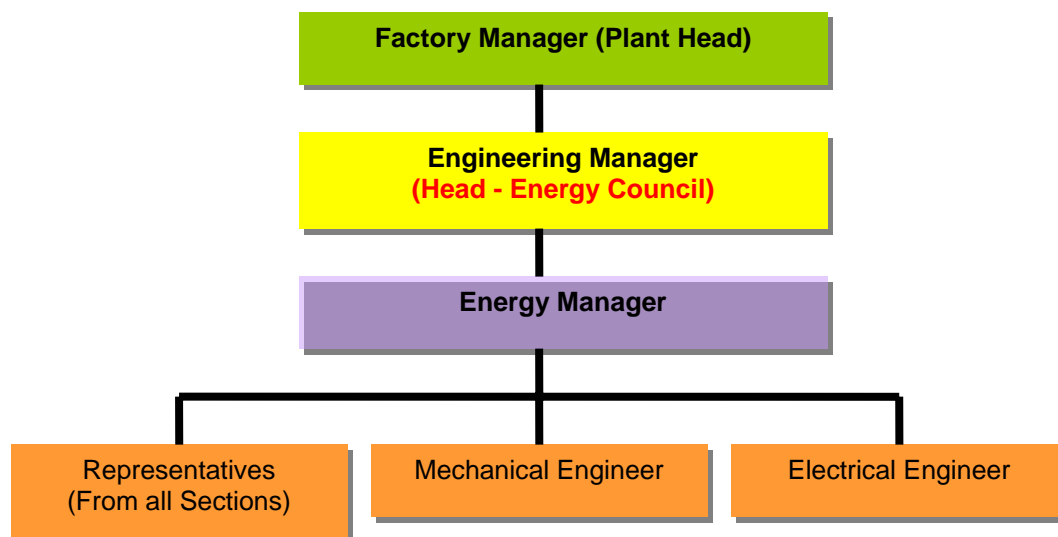 Factory Manager (Plant Head)
Engineering Manager
(Head - Energy Council)
Energy Manager
Representatives
(From all Sections)
Mechanical Engineer
Electrical Engineer